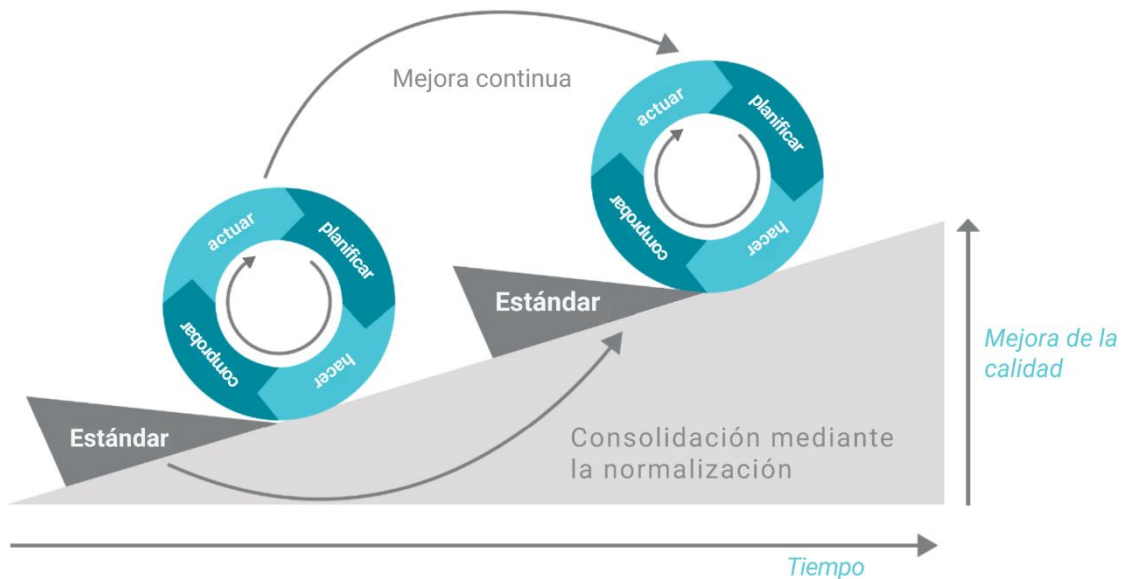 Mejora continua
actuar
planificar
hacer
comprobar
actuar
planificar
hacer
comprobar
Estándar
Estándar
Mejora de la
calidad
Consolidación mediante
la normalización
Tiempo